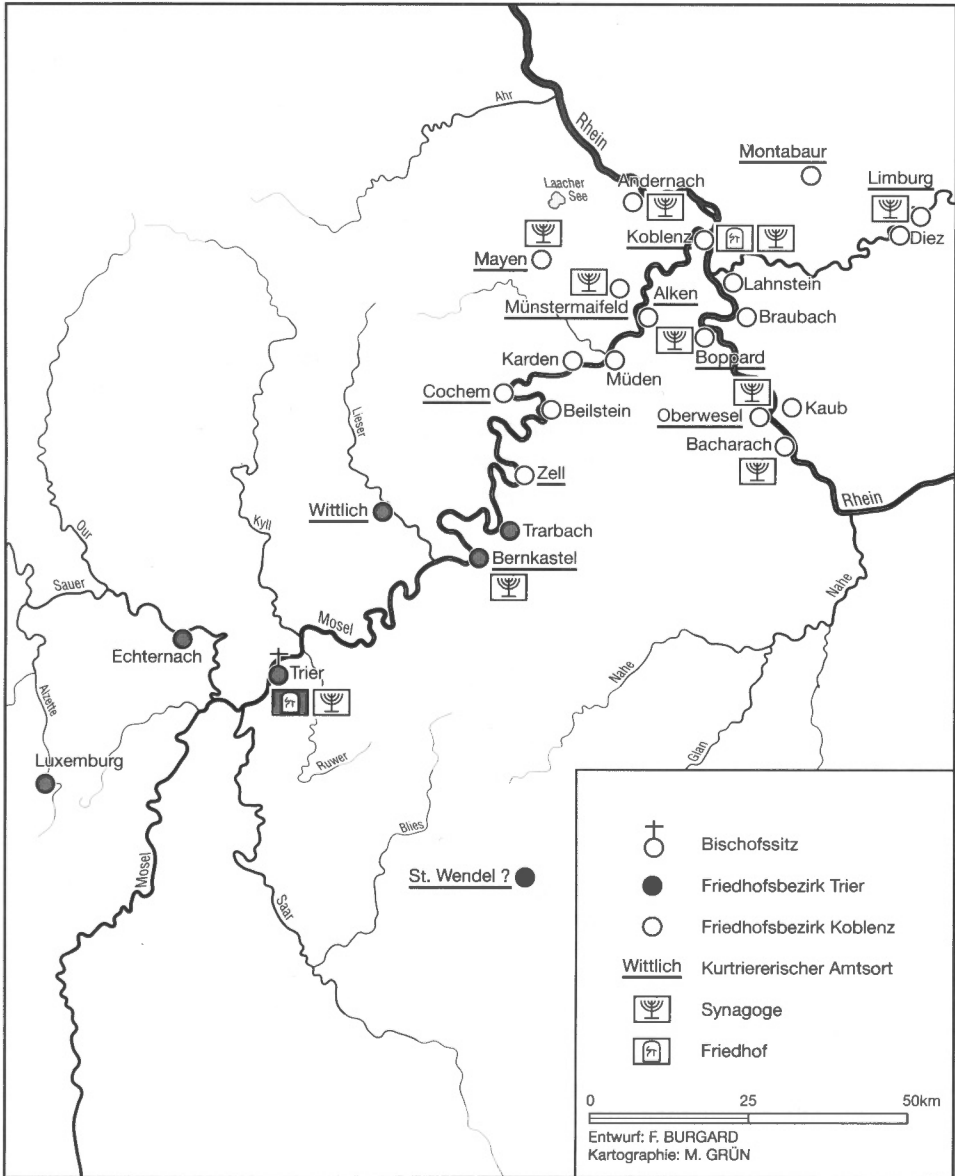 Ahr
Rhein
Montabaur
Laacher
See
Andernach
Limburg
Koblenz
Diez
Mayen
Lahnstein
Münstermaifeld
Alken
Braubach
Boppard
Karden
Müden
Cochem
Beilstein
Kaub
Oberwesel
Lieser
Bacharach
Zell
Rhein
Wittlich
Kyll
Trarbach
Our
Bernkastel
Sauer
Nahe
Mosel
Echternach
Trier
Nahe
Alzette
Ruwer
Glan
Luxemburg
Blies
Mosel
St. Wendel ?
Saar
Bischofssitz
Friedhofsbezirk Trier
Friedhofsbezirk Koblenz
Wittlich Kurtriererischer Amtsort
Synagoge
Friedhof
0 25 50km
Entwurf: F. BURGARD
Kartographie: M. GRÜN